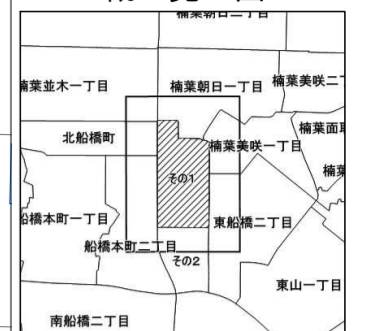 楠葉朝日二丁目
楠葉並木一丁目
楠葉朝日一丁目
楠葉美咲二丁
楠葉面取
北船橋町
楠葉美咲一丁目
楠葉
その1
船橋本町一丁目
東船橋二丁目
船橋本町二丁目
その2
東山一丁目
南船橋二丁目